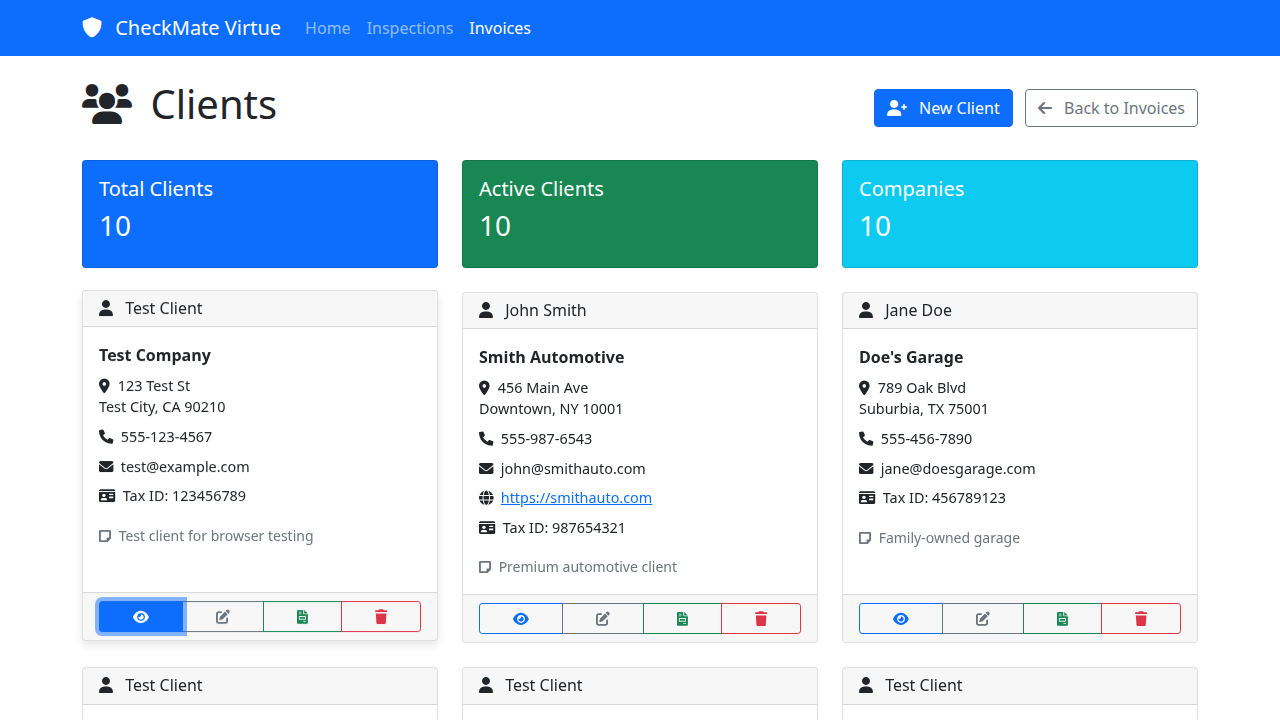 CheckMate Virtue Home Inspections Invoices
Clients
New Client
Back to Invoices
Total Clients
10
Active Clients
10
Companies
10
Test Client
Test Company
123 Test St
Test City, CA 90210
555-123-4567
test@example.com
Tax ID: 123456789
Test client for browser testing
John Smith
Smith Automotive
456 Main Ave
Downtown, NY 10001
555-987-6543
john@smithauto.com
https://smithauto.com
Tax ID: 987654321
Premium automotive client
Jane Doe
Doe's Garage
789 Oak Blvd
Suburbia, TX 75001
555-456-7890
jane@doesgarage.com
Tax ID: 456789123
Family-owned garage
Test Client
Test Client
Test Client